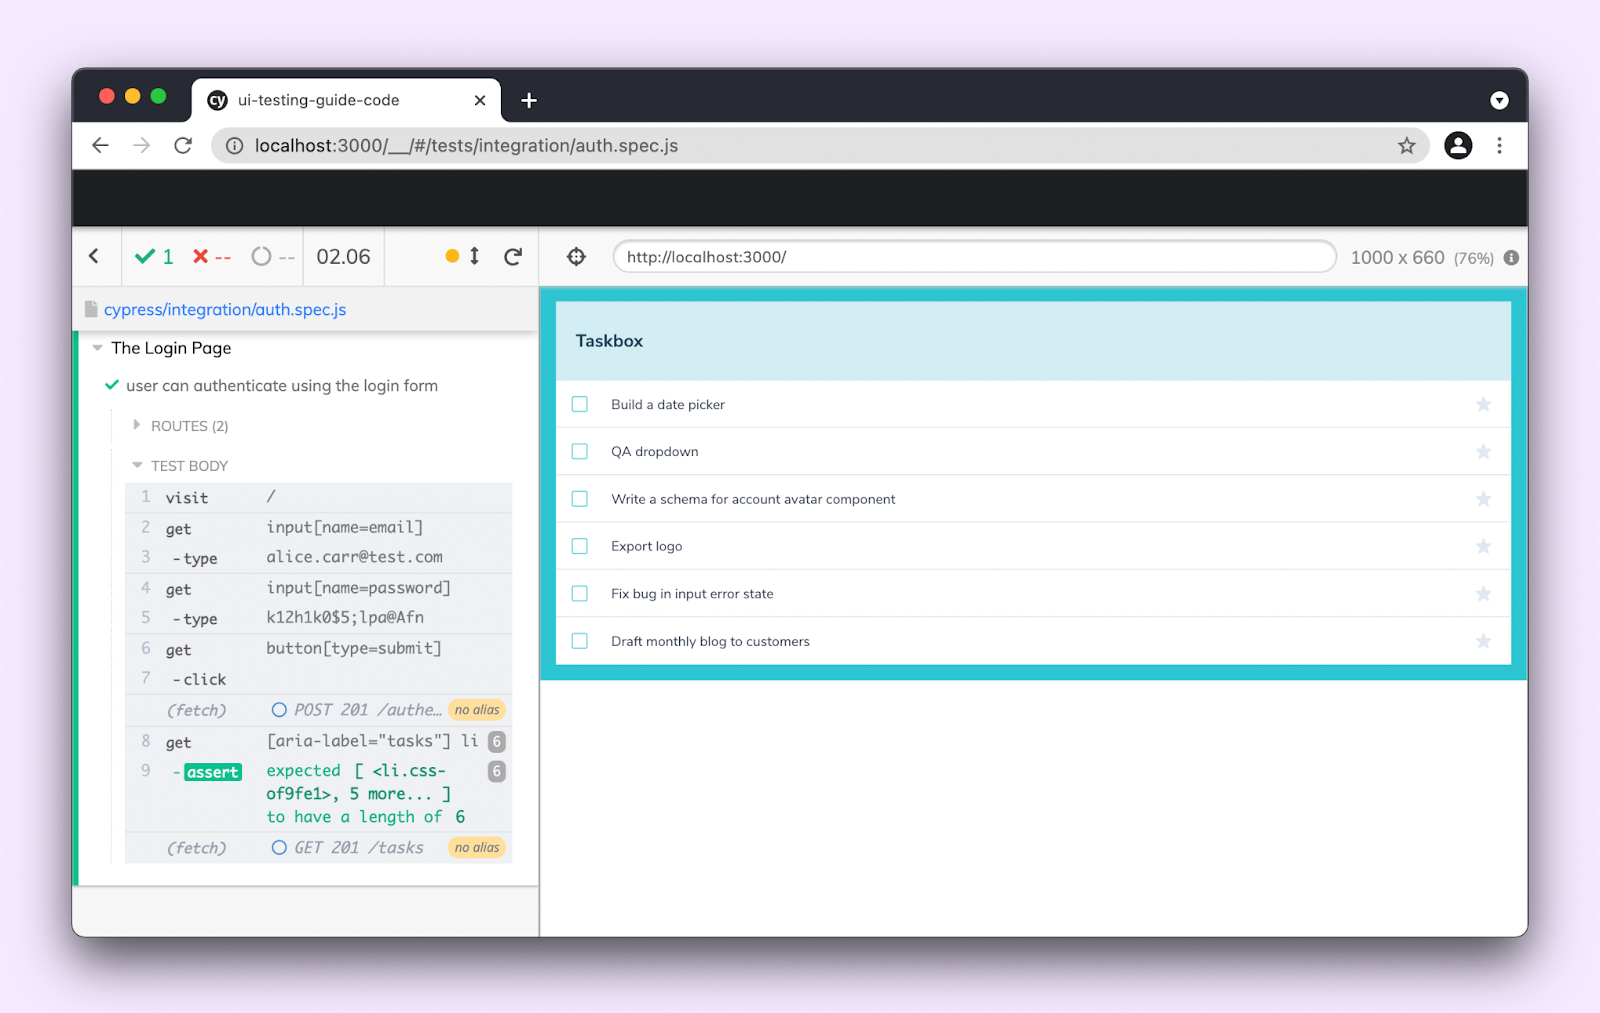 cy ui-testing-guide-code
localhost:3000/__/#/tests/integration/auth.spec.js
1 -- -- 02.06
http://localhost:3000/
1000 x 660 (76%)
cypress/integration/auth.spec.js
The Login Page
user can authenticate using the login form
ROUTES (2)
TEST BODY
1 visit /
2 get input[name=email]
3 -type alice.carr@test.com
4 get input[name=password]
5 -type k12h1k0$5;lpa@Afn
6 get button[type=submit]
7 -click
(fetch) POST 201 /authe… no alias
8 get [aria-label="tasks"] li 6
9 -assert expected [ <li.css- 6
of9fe1>, 5 more... ]
to have a length of 6
(fetch) GET 201 /tasks no alias
Taskbox
Build a date picker
QA dropdown
Write a schema for account avatar component
Export logo
Fix bug in input error state
Draft monthly blog to customers